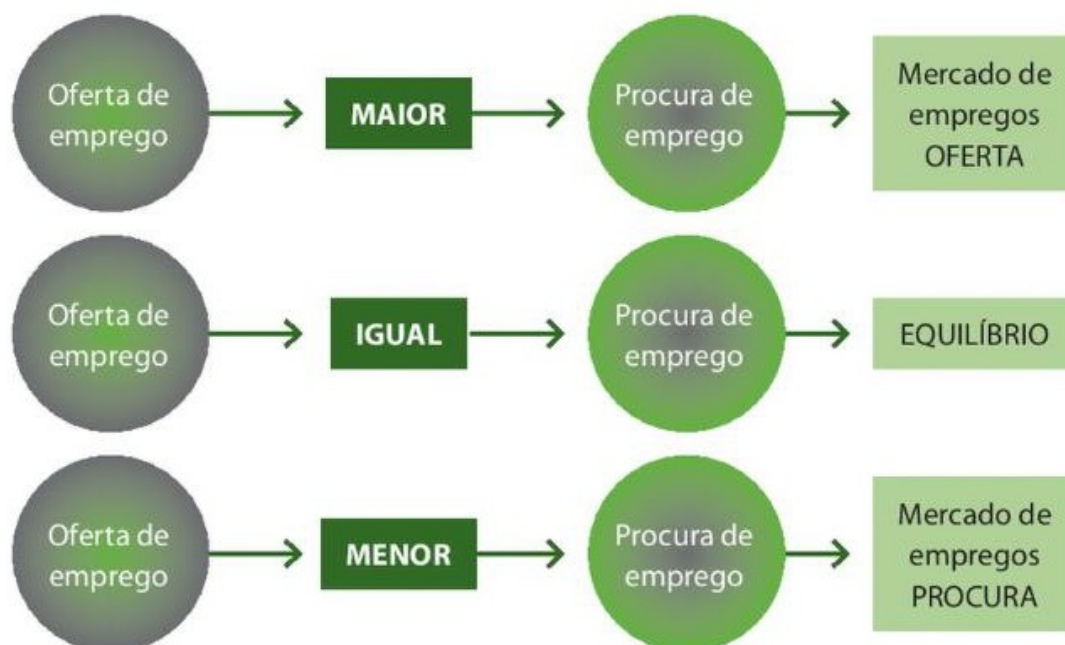 Oferta de
emprego
MAIOR
Procura de
emprego
Mercado de
empregos
OFERTA
Oferta de
emprego
IGUAL
Procura de
emprego
EQUILÍBRIO
Oferta de
emprego
MENOR
Procura de
emprego
Mercado de
empregos
PROCURA